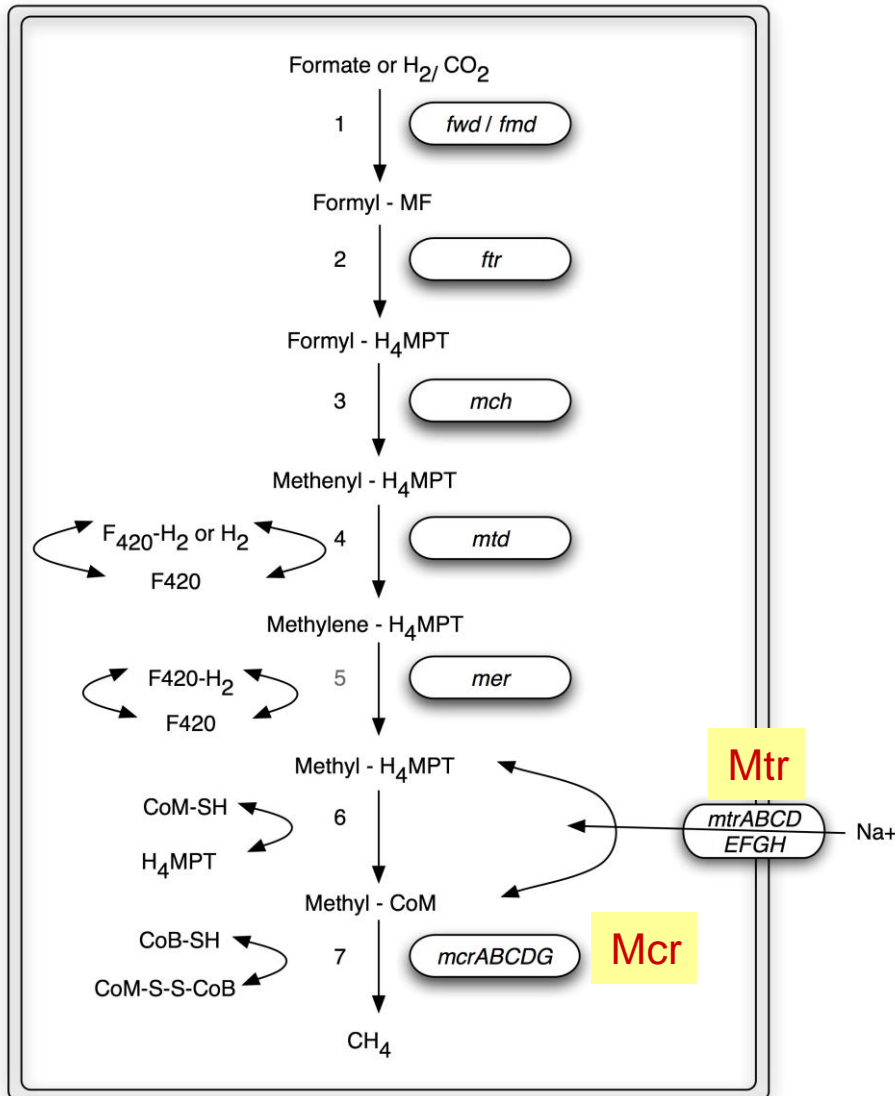 Formate or H2/ CO2
1
fwd / fmd
Formyl - MF
2
ftr
Formyl - H4MPT
3
mch
Methenyl - H4MPT
F420-H2 or H2
4
mtd
F420
Methylene - H4MPT
F420-H2
5
mer
F420
Methyl - H4MPT
Mtr
CoM-SH
6
mtrABCD
EFGH
Na+
H4MPT
Methyl - CoM
CoB-SH
7
mcrABCDG
Mcr
CoM-S-S-CoB
CH4